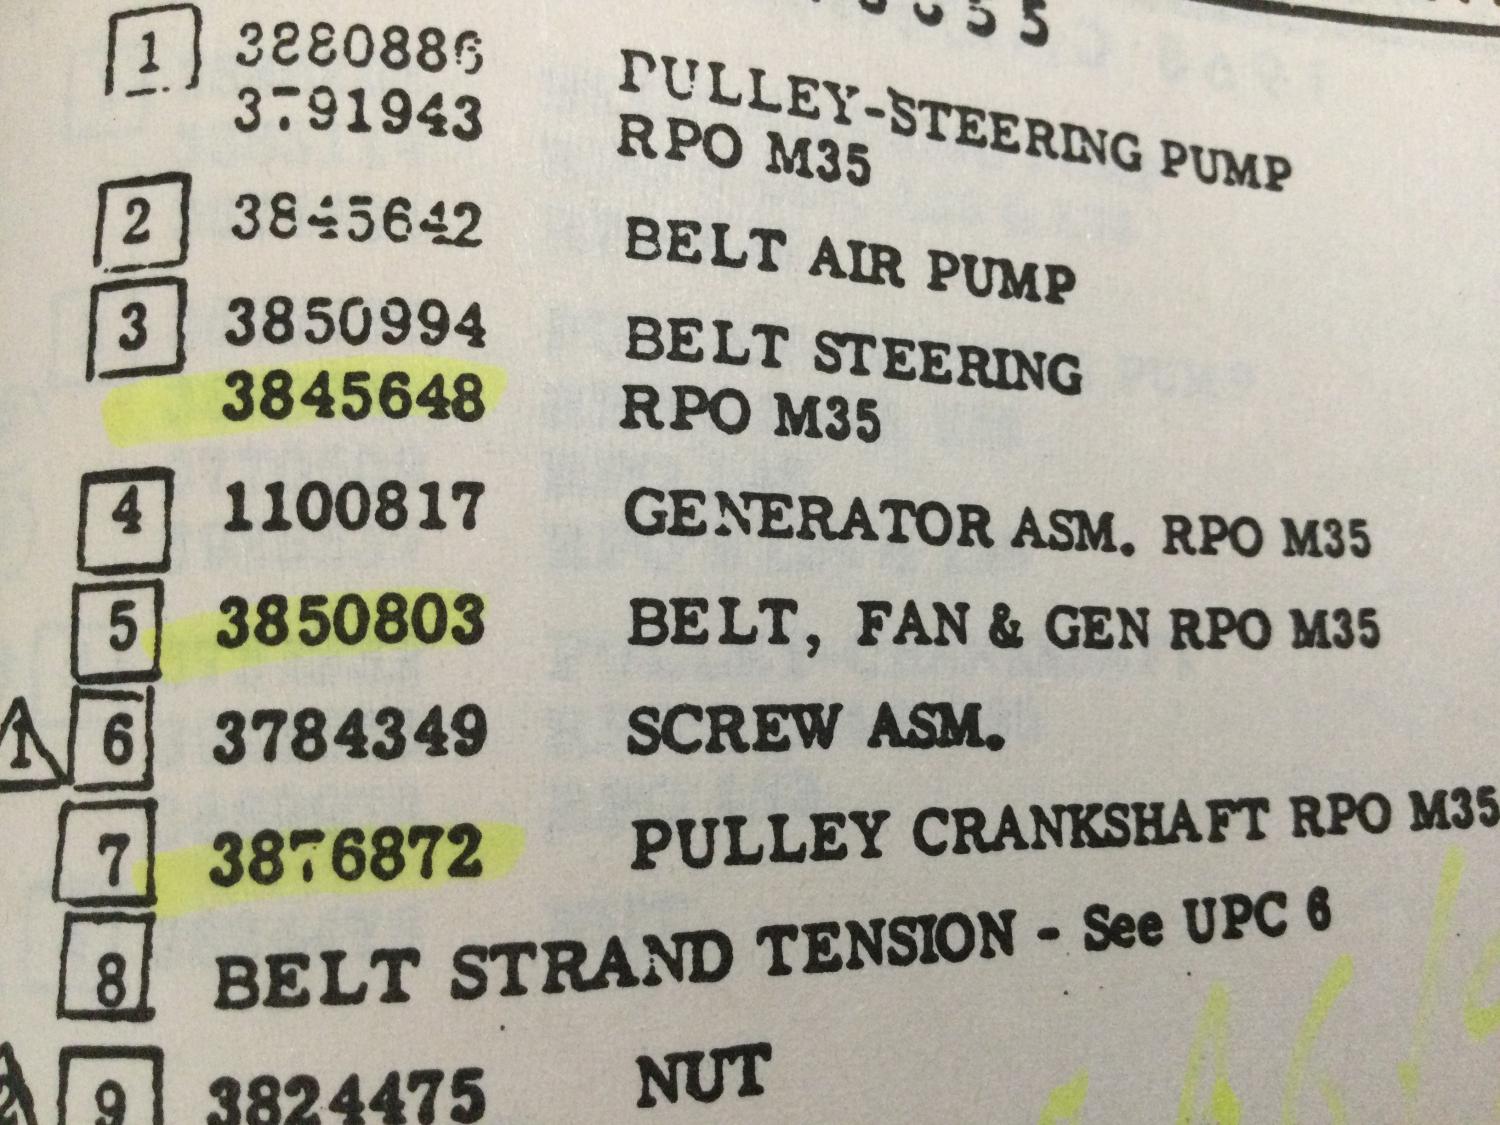 1 3880886 PULLEY-STEERING PUMP
3791943 RPO M35
2 3845642 BELT AIR PUMP
3 3850994 BELT STEERING
3845648 RPO M35
4 1100817 GENERATOR ASM. RPO M35
5 3850803 BELT, FAN & GEN RPO M35
1 6 3784349 SCREW ASM.
7 3876872 PULLEY CRANKSHAFT RPO M35
8 BELT STRAND TENSION - See UPC 6
2 9 3824475 NUT